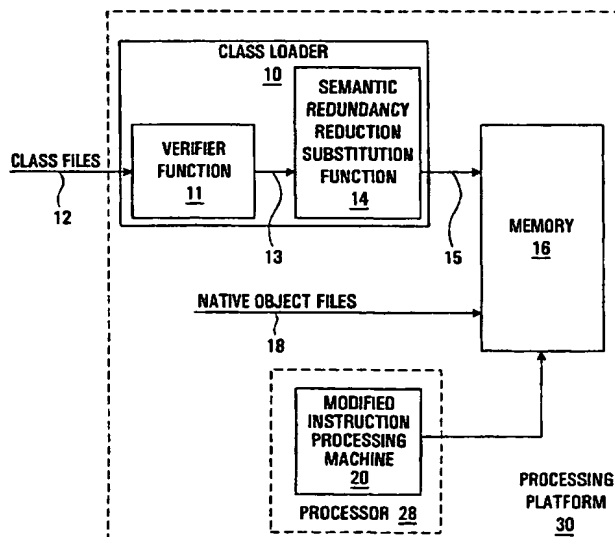 CLASS LOADER
10
SEMANTIC
REDUNDANCY
REDUCTION
SUBSTITUTION
FUNCTION
14
VERIFIER
FUNCTION
11
CLASS FILES
12
13
15
MEMORY
16
NATIVE OBJECT FILES
18
MODIFIED
INSTRUCTION
PROCESSING
MACHINE
20
PROCESSOR 28
PROCESSING
PLATFORM
30